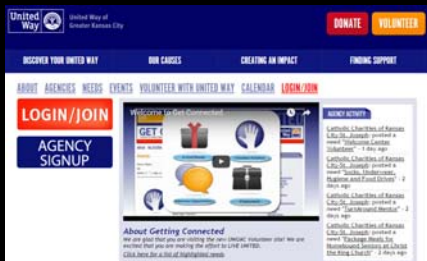 United Way
United Way of
Greater Kansas City
DONATE
VOLUNTEER
DISCOVER YOUR UNITED WAY
OUR CAUSES
CREATING AN IMPACT
FINDING SUPPORT
ABOUT AGENCIES NEEDS EVENTS VOLUNTEER WITH UNITED WAY CALENDAR LOGIN/JOIN
LOGIN/JOIN
AGENCY
SIGNUP
Welcome to Get Connected
GET CO
About Getting Connected
We are glad that you are visiting the new UWGKC Volunteer site! We are
excited that you are making the effort to LIVE UNITED.
Click here for a list of highlighted needs.
AGENCY ACTIVITY
Catholic Charities of Kansas
City-St. Joseph posted a
need "Welcome Center
Volunteer" - 1 day ago
Catholic Charities of Kansas
City-St. Joseph posted a
need "Socks, Underwear,
Hygiene and Food Drives" - 2
days ago
Catholic Charities of Kansas
City-St. Joseph posted a
need "TurnAround Mentor" - 2
days ago
Catholic Charities of Kansas
City-St. Joseph posted a
need "Package Meals for
Homebound Seniors at Christ
the King Church" - 2 days ago